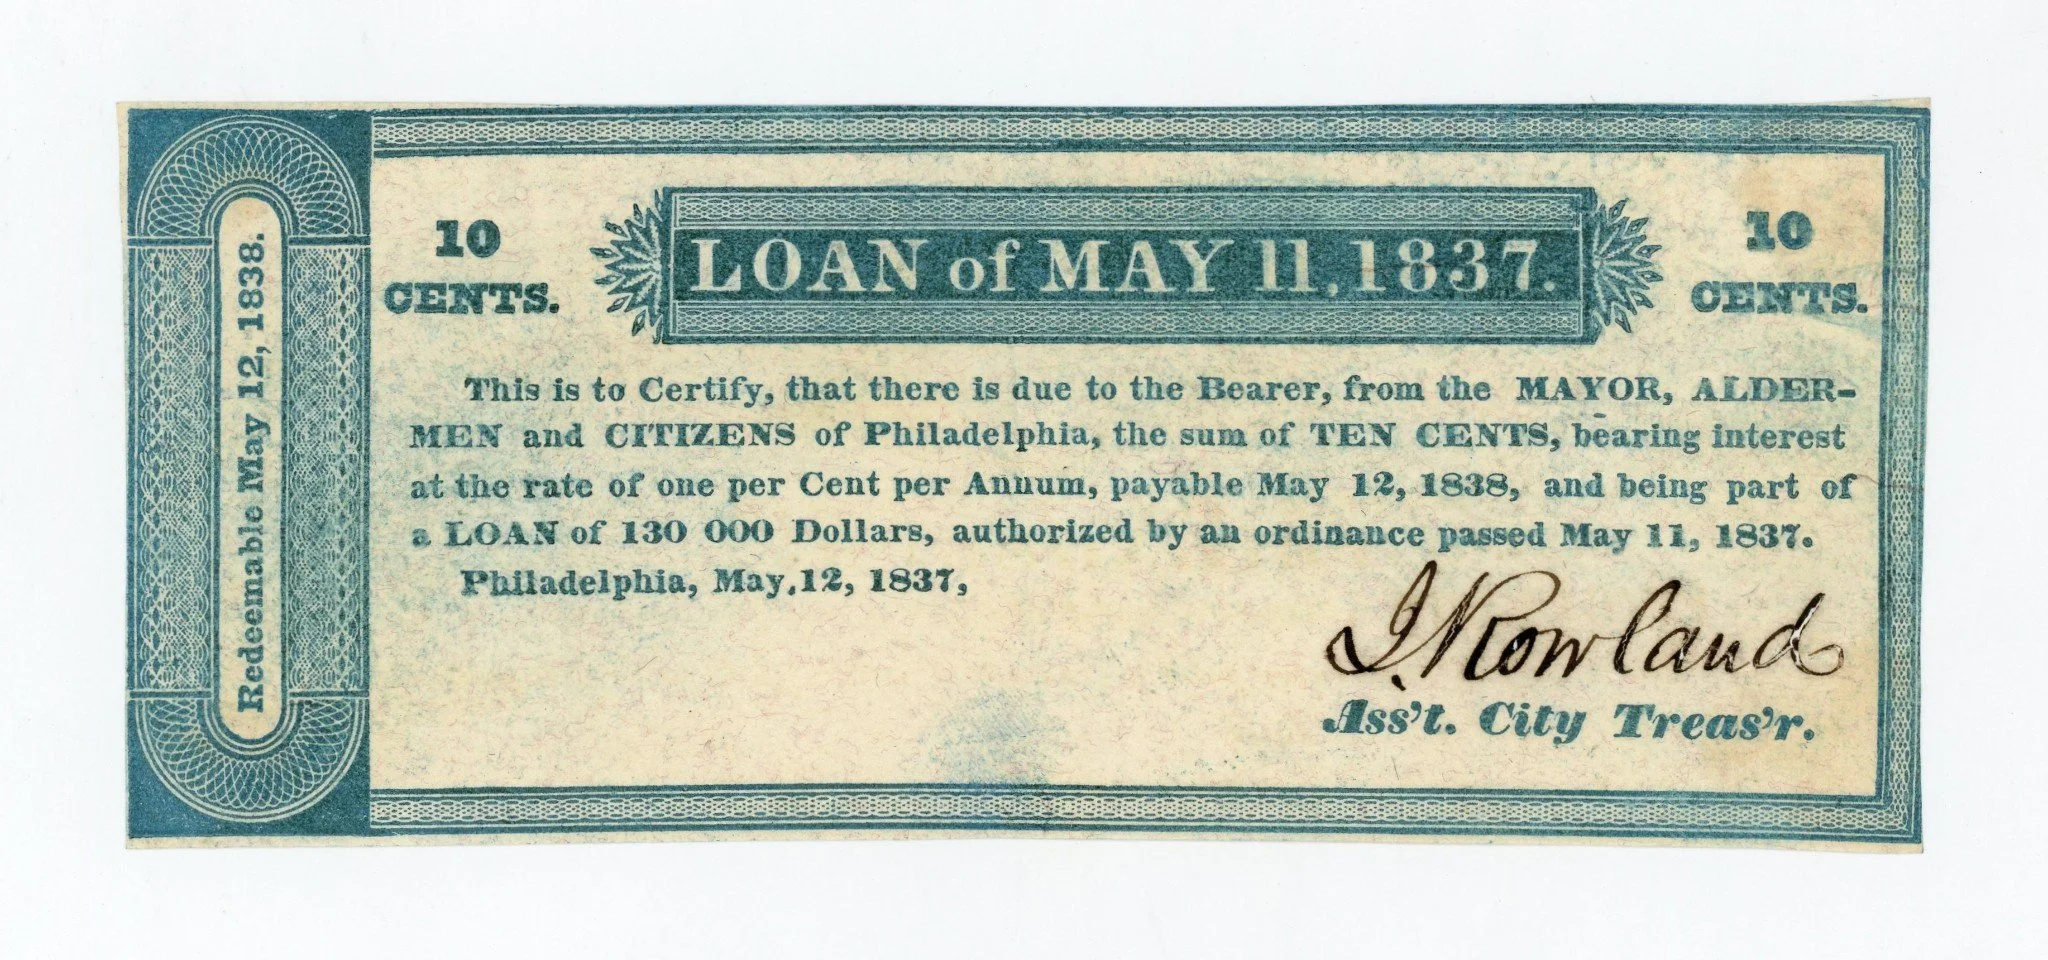 Redeemable May 12, 1838.
10
CENTS.
LOAN of MAY 11, 1837.
10
CENTS.
This is to Certify, that there is due to the Bearer, from the MAYOR, ALDER-
MEN and CITIZENS of Philadelphia, the sum of TEN CENTS, bearing interest
at the rate of one per Cent per Annum, payable May 12, 1838, and being part of
a LOAN of 130 000 Dollars, authorized by an ordinance passed May 11, 1837.
Philadelphia, May, 12, 1837,
J. Rowland
Ass't. City Treas'r.